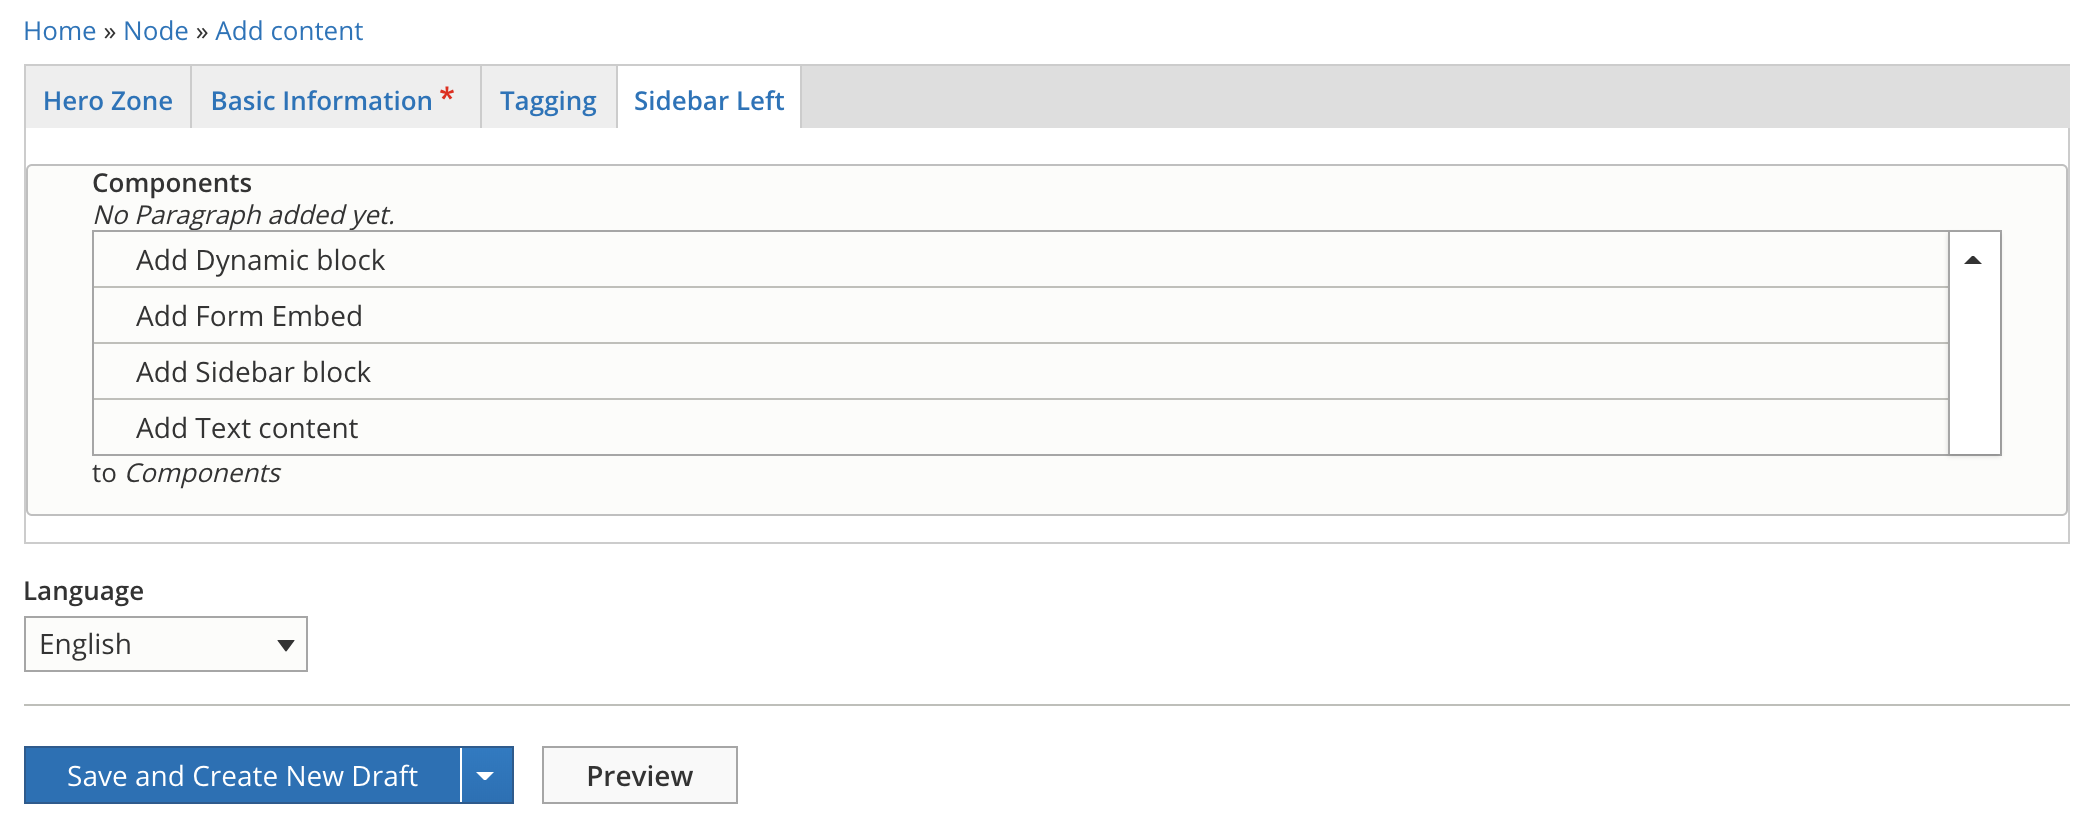 Home » Node » Add content
Hero Zone Basic Information * Tagging Sidebar Left
Components
No Paragraph added yet.
Add Dynamic block
Add Form Embed
Add Sidebar block
Add Text content
to Components
Language
English
Save and Create New Draft Preview